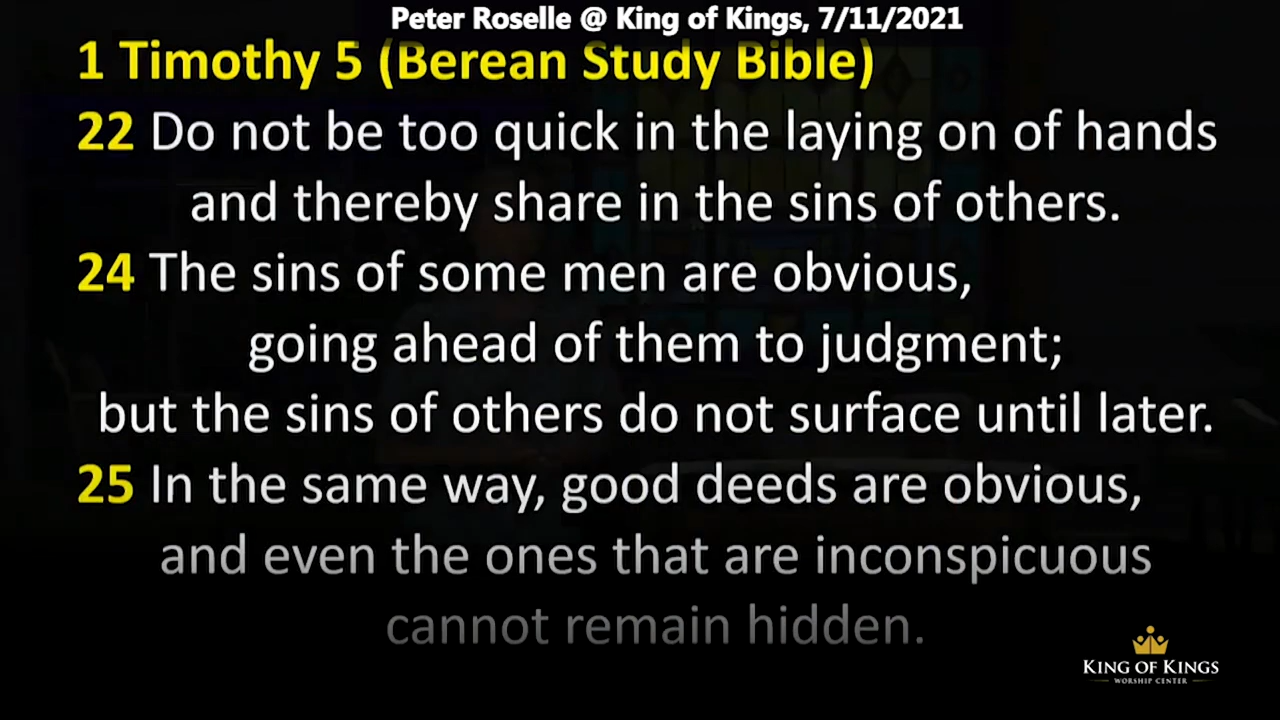 Peter Roselle @ King of Kings, 7/11/2021
1 Timothy 5 (Berean Study Bible)
22 Do not be too quick in the laying on of hands
and thereby share in the sins of others.
24 The sins of some men are obvious,
going ahead of them to judgment;
but the sins of others do not surface until later.
25 In the same way, good deeds are obvious,
and even the ones that are inconspicuous
cannot remain hidden.
KING OF KINGS
WORSHIP CENTER